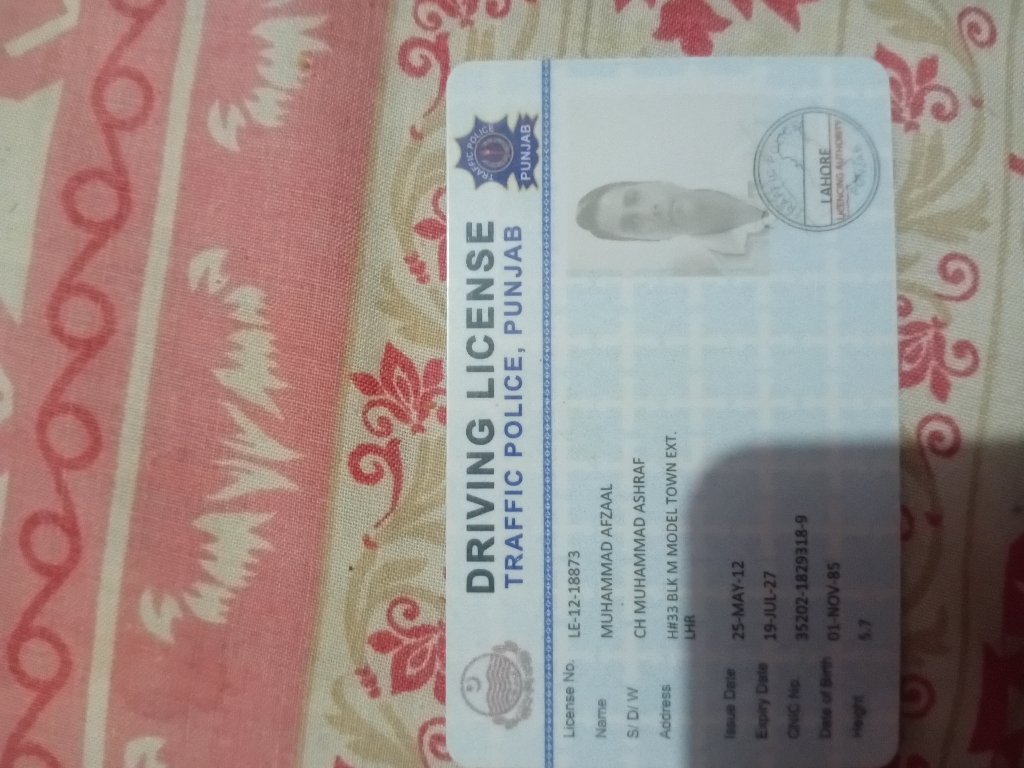 DRIVING LICENSE
TRAFFIC POLICE, PUNJAB
TRAFFIC POLICE
PUNJAB
License No. LE-12-18873
Name MUHAMMAD AFZAAL
S/ D/ W CH MUHAMMAD ASHRAF
Address H#33 BLK M MODEL TOWN EXT.
LHR
Issue Date 25-MAY-12
Expiry Date 19-JUL-27
CNIC No. 35202-1829318-9
Date of Birth 01-NOV-85
Height 5.7
LAHORE
LICENSING AUTHORITY